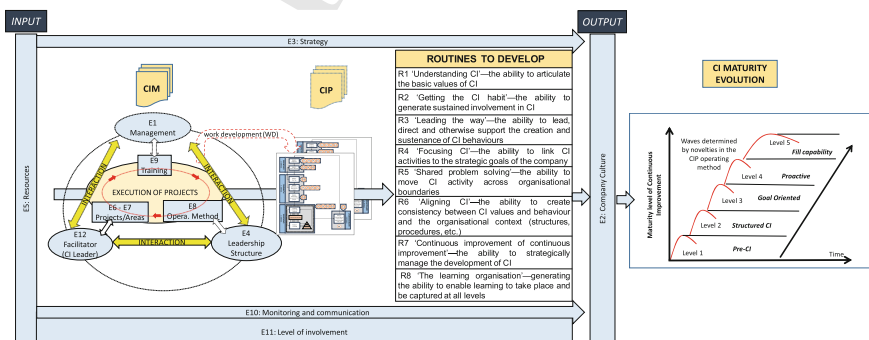 INPUT
OUTPUT
E3: Strategy
E5: Resources
CIM
CIP
E1
Management
work development (WD)
E9
Training
INTERACTION
INTERACTION
EXECUTION OF PROJECTS
E6 – E7
Projects/Areas
E8
Opera. Method
E12
Facilitator
(CI Leader)
INTERACTION
E4
Leadership
Structure
ROUTINES TO DEVELOP
R1 'Understanding CI'—the ability to articulate
the basic values of CI
R2 'Getting the CI habit'—the ability to
generate sustained involvement in CI
R3 'Leading the way'—the ability to lead,
direct and otherwise support the creation and
sustenance of CI behaviours
R4 'Focusing CI'—the ability to link CI
activities to the strategic goals of the company
R5 'Shared problem solving'—the ability to
move CI activity across organisational
boundaries
R6 'Aligning CI'—the ability to create
consistency between CI values and behaviour
and the organisational context (structures,
procedures, etc.)
R7 'Continuous improvement of continuous
improvement'—the ability to strategically
manage the development of CI
R8 'The learning organisation'—generating
the ability to enable learning to take place and
be captured at all levels
E10: Monitoring and communication
E11: Level of involvement
E2: Company Culture
CI MATURITY
EVOLUTION
Maturity level of Continuous
Improvement
Waves determined
by novelties in the
CIP operating
method
Level 5
Fill capability
Level 4
Proactive
Level 3
Goal Oriented
Level 2
Structured CI
Level 1
Pre-CI
Time